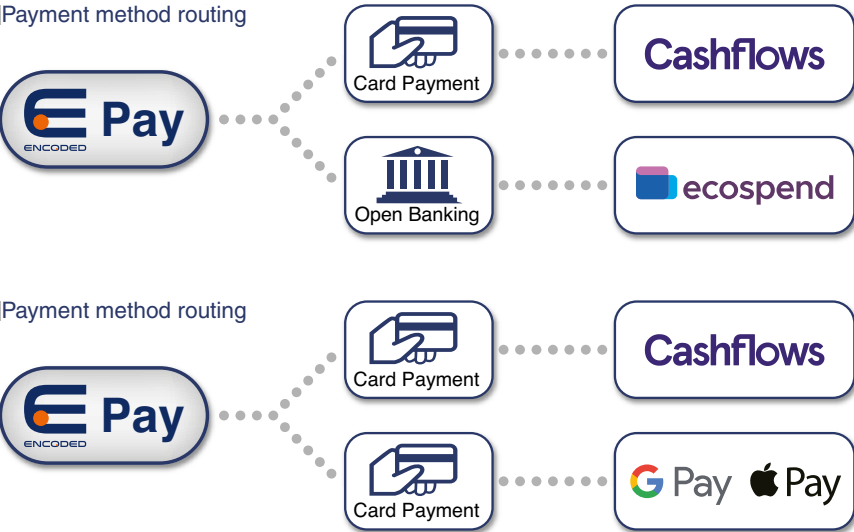 Payment method routing
Card Payment
Cashflows
ENCODED
Pay
Open Banking
ecospend
Payment method routing
Card Payment
Cashflows
ENCODED
Pay
Card Payment
G Pay
Pay